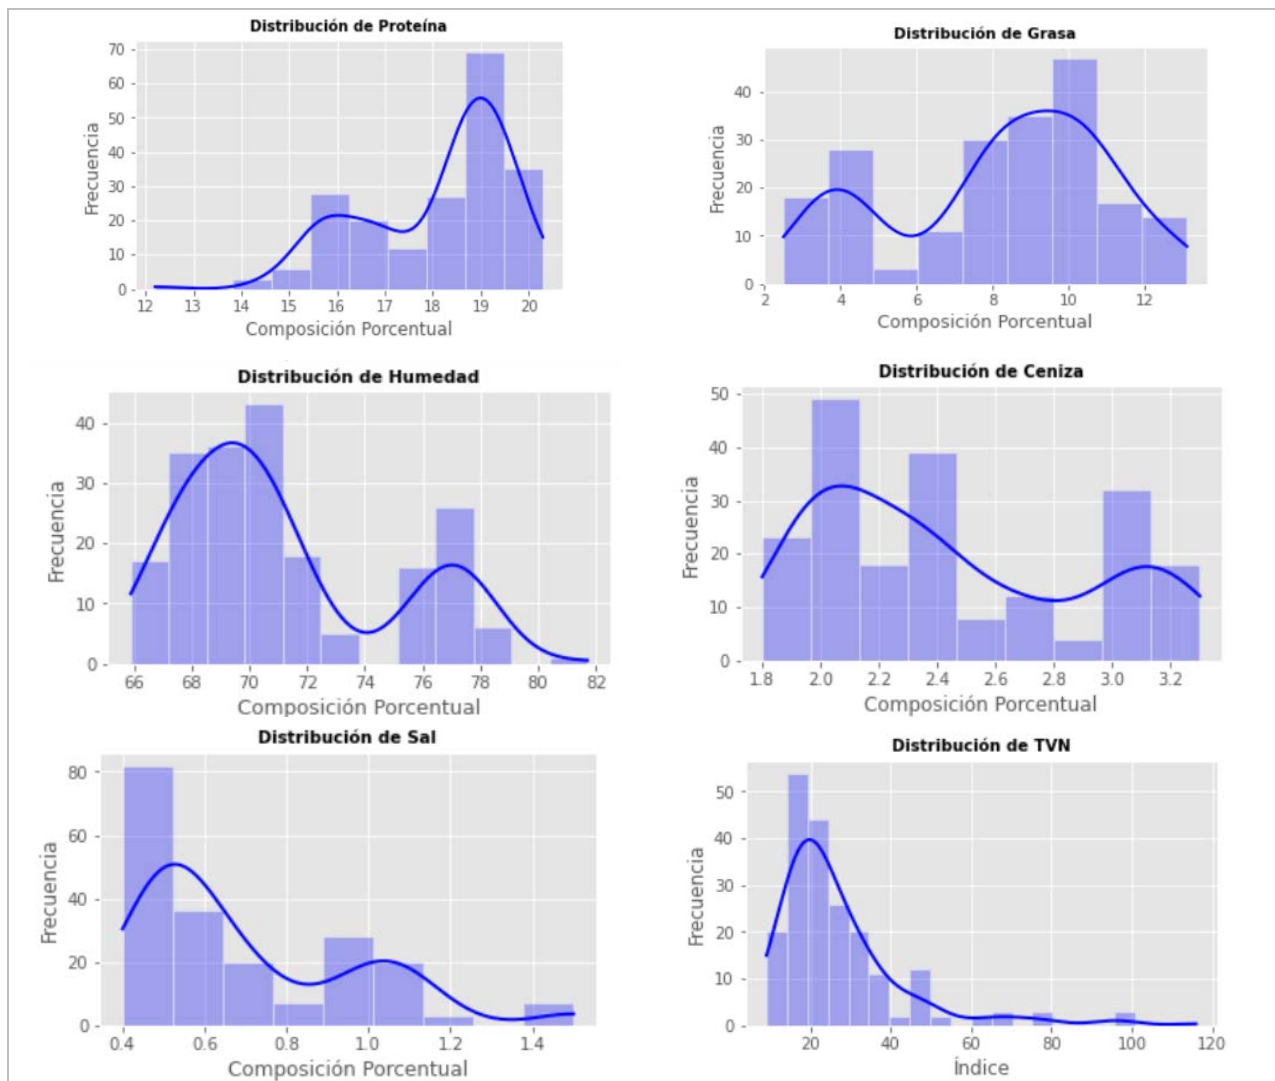 Distribución de Proteína
Frecuencia
70
60
50
40
30
20
10
0
12 13 14 15 16 17 18 19 20
Composición Porcentual
Distribución de Grasa
Frecuencia
40
30
20
10
0
2 4 6 8 10 12
Composición Porcentual
Distribución de Humedad
Frecuencia
40
30
20
10
0
66 68 70 72 74 76 78 80 82
Composición Porcentual
Distribución de Ceniza
Frecuencia
50
40
30
20
10
0
1.8 2.0 2.2 2.4 2.6 2.8 3.0 3.2
Composición Porcentual
Distribución de Sal
Frecuencia
80
60
40
20
0
0.4 0.6 0.8 1.0 1.2 1.4
Composición Porcentual
Distribución de TVN
Frecuencia
50
40
30
20
10
0
20 40 60 80 100 120
Índice